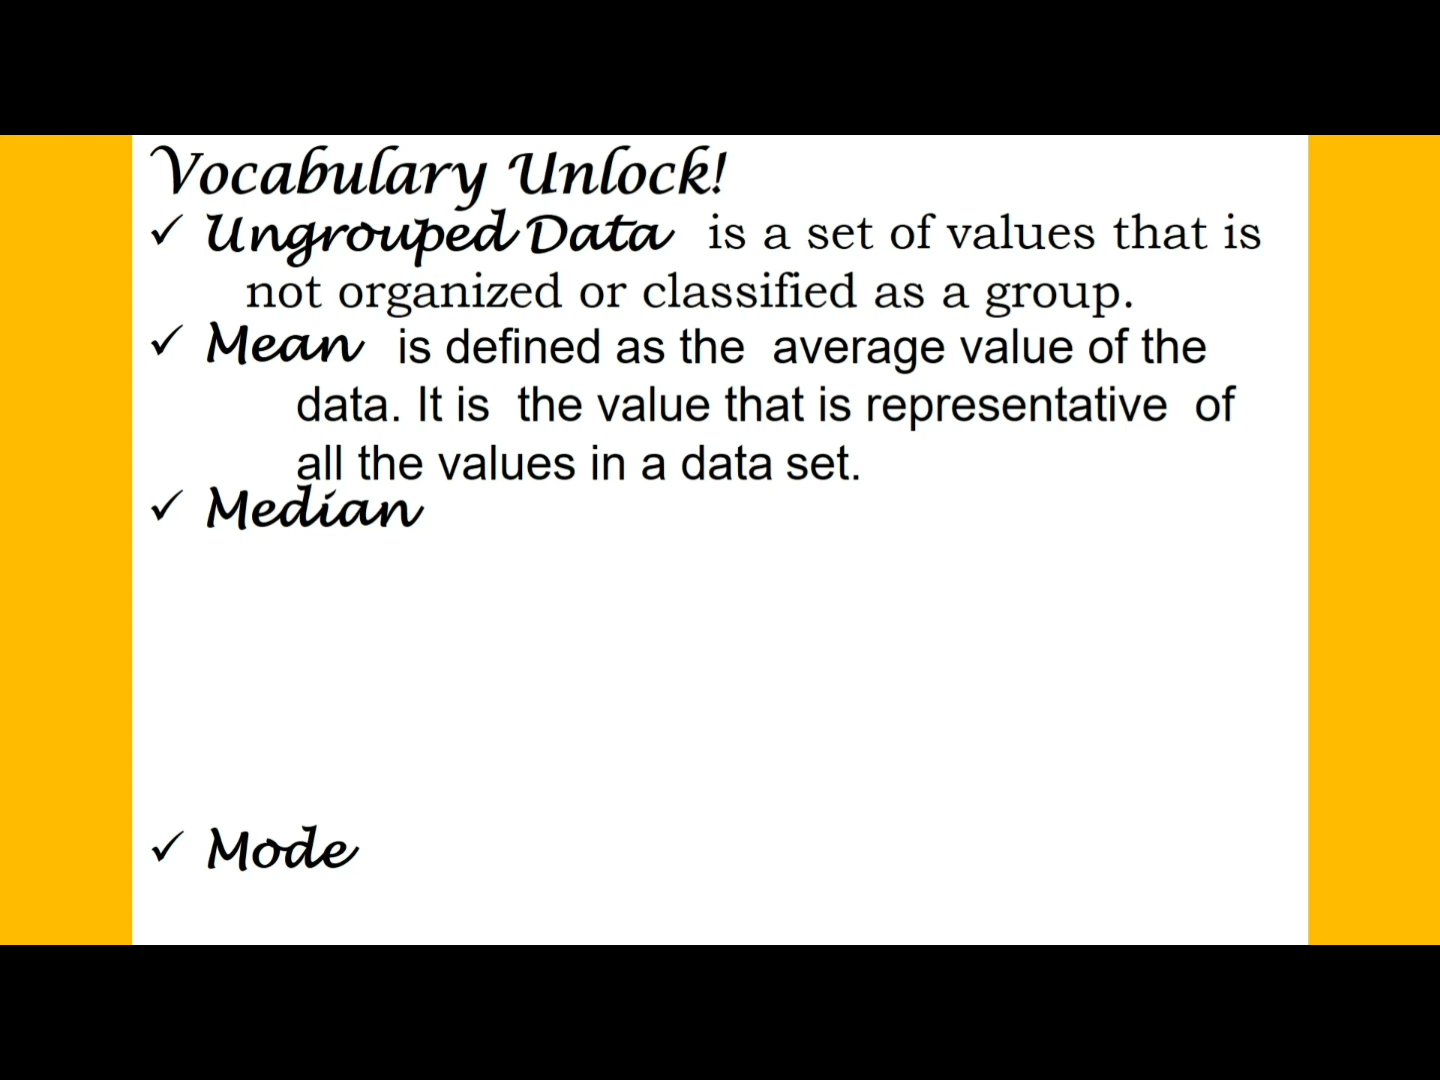 Vocabulary Unlock!
✓ Ungrouped Data is a set of values that is
not organized or classified as a group.
✓ Mean is defined as the average value of the
data. It is the value that is representative of
all the values in a data set.
✓ Median
✓ Mode